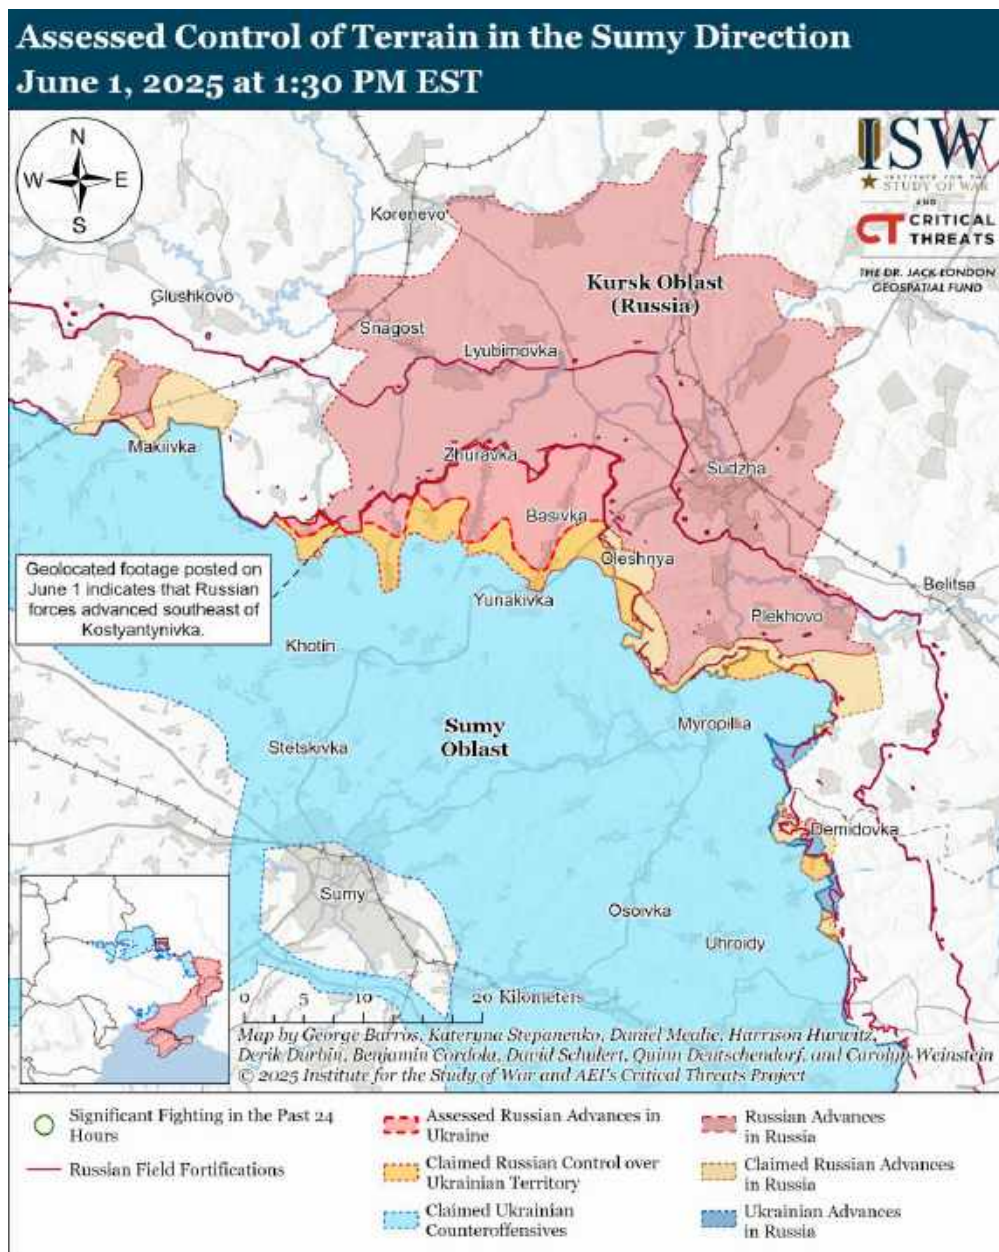 Assessed Control of Terrain in the Sumy Direction
June 1, 2025 at 1:30 PM EST
N
W E
S
ISW
INSTITUTE FOR THE
STUDY OF WAR
AND
CT CRITICAL
THREATS
THE DR. JACK LONDON
GEOSPATIAL FUND
Korenevo
Kursk Oblast
(Russia)
Glushkovo
Snagost
Lyubimovka
Makiivka
Zhuravka
Sudzha
Basivka
Oleshnya
Geolocated footage posted on
June 1 indicates that Russian
forces advanced southeast of
Kostyantynivka.
Belitsa
Yunakivka
Plekhovo
Khotin
Sumy
Oblast
Myropillia
Stetskivka
Demidovka
Sumy
Osoivka
Uhroidy
0 5 10 20 Kilometers
Map by George Barros, Kateryna Stepanenko, Daniel Mealie, Harrison Hurwitz,
Derik Durbin, Benjamin Cordola, David Schulert, Quinn Deutschendorf, and Carolyn Weinstein
© 2025 Institute for the Study of War and AEI's Critical Threats Project
Significant Fighting in the Past 24
Hours
Russian Field Fortifications
Assessed Russian Advances in
Ukraine
Claimed Russian Control over
Ukrainian Territory
Claimed Ukrainian
Counteroffensives
Russian Advances
in Russia
Claimed Russian Advances
in Russia
Ukrainian Advances
in Russia